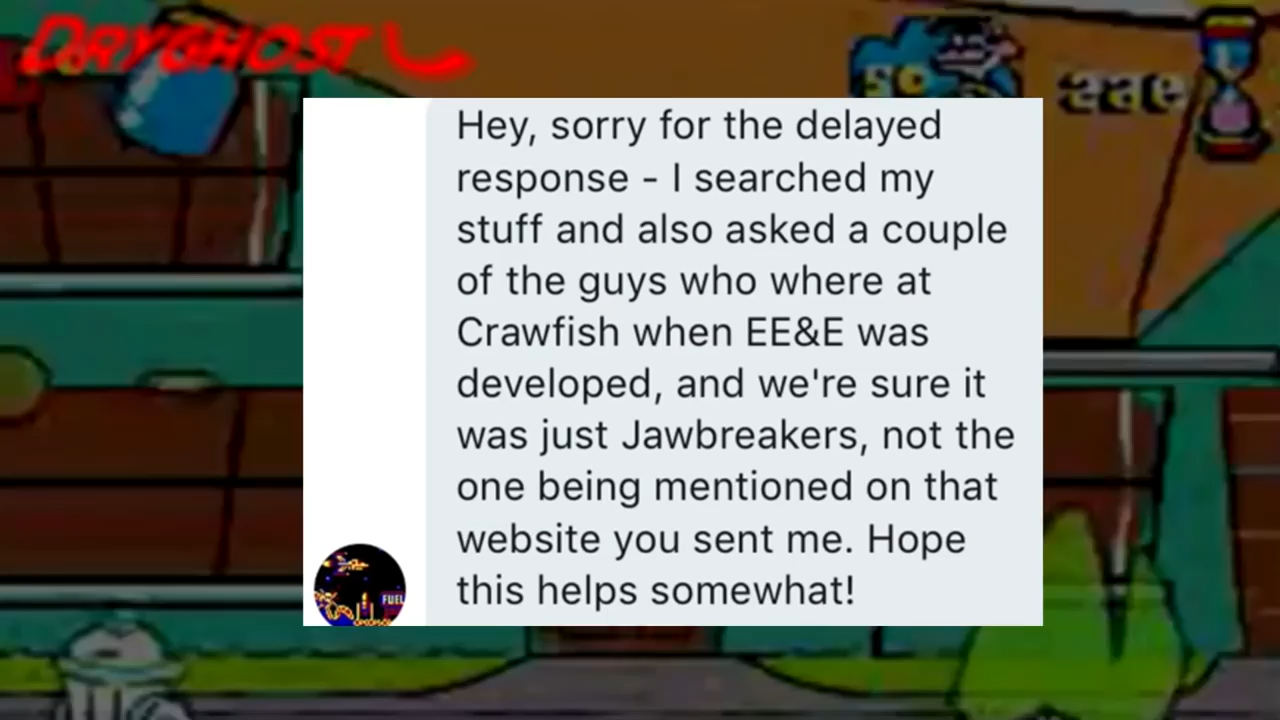 DRYGHOST
Hey, sorry for the delayed
response - I searched my
stuff and also asked a couple
of the guys who where at
Crawfish when EE&E was
developed, and we're sure it
was just Jawbreakers, not the
one being mentioned on that
website you sent me. Hope
this helps somewhat!
FUEL